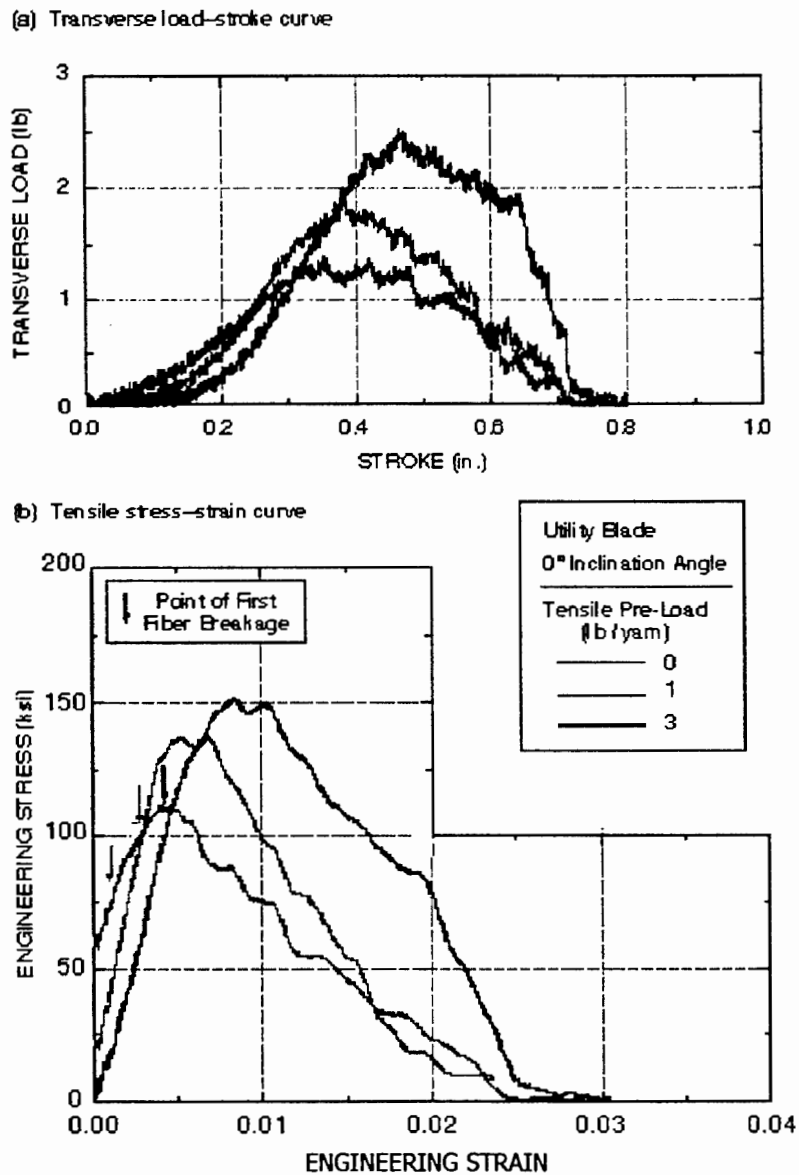 (a) Transverse load–stroke curve
3
2
1
0
TRANSVERSE LOAD (lb)
0.0 0.2 0.4 0.6 0.8 1.0
STROKE (in.)
(b) Tensile stress–strain curve
Utility Blade
0° Inclination Angle
Tensile Pre-Load
(lb/yarn)
0
1
3
Point of First
Fiber Breakage
200
150
100
50
0
ENGINEERING STRESS (ksi)
0.00 0.01 0.02 0.03 0.04
ENGINEERING STRAIN